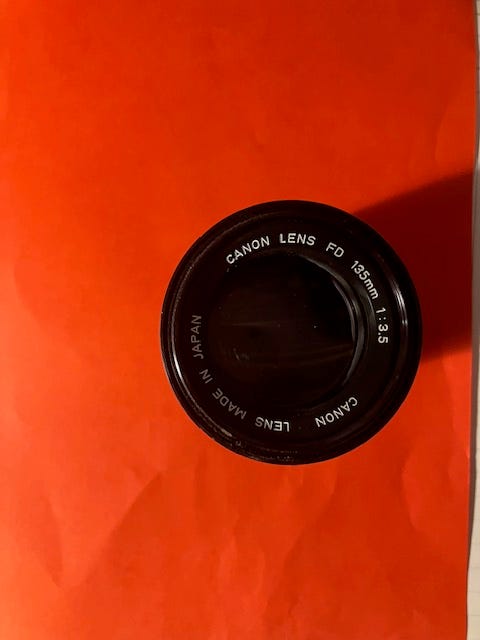 CANON LENS FD 135mm 1:3.5
CANON LENS MADE IN JAPAN